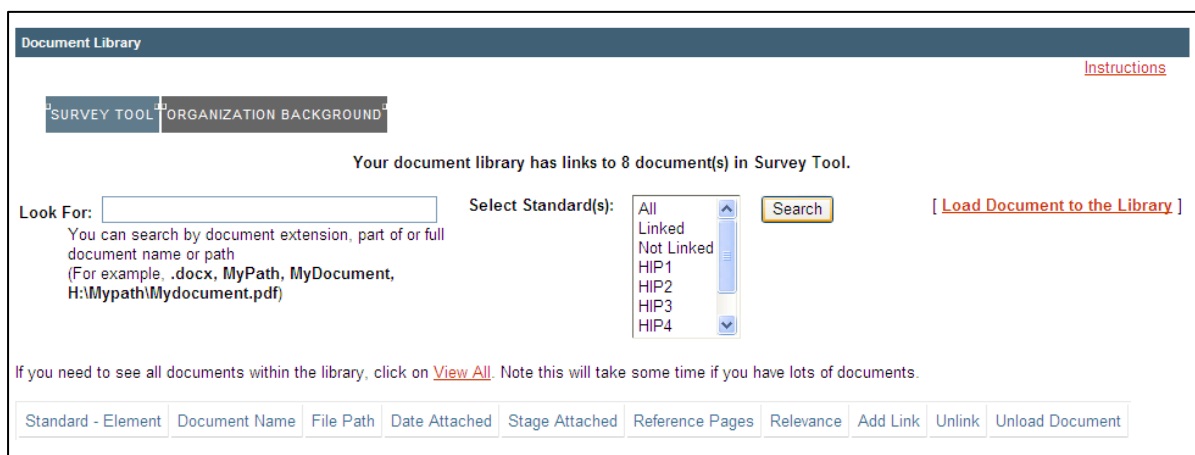 Document Library
Instructions
SURVEY TOOL ORGANIZATION BACKGROUND
Your document library has links to 8 document(s) in Survey Tool.
Look For: Select Standard(s): Search [ Load Document to the Library ]
All
Linked
Not Linked
HIP1
HIP2
HIP3
HIP4
You can search by document extension, part of or full
document name or path
(For example, .docx, MyPath, MyDocument,
H:\Mypath\Mydocument.pdf)
If you need to see all documents within the library, click on View All. Note this will take some time if you have lots of documents.
Standard - Element Document Name File Path Date Attached Stage Attached Reference Pages Relevance Add Link Unlink Unload Document